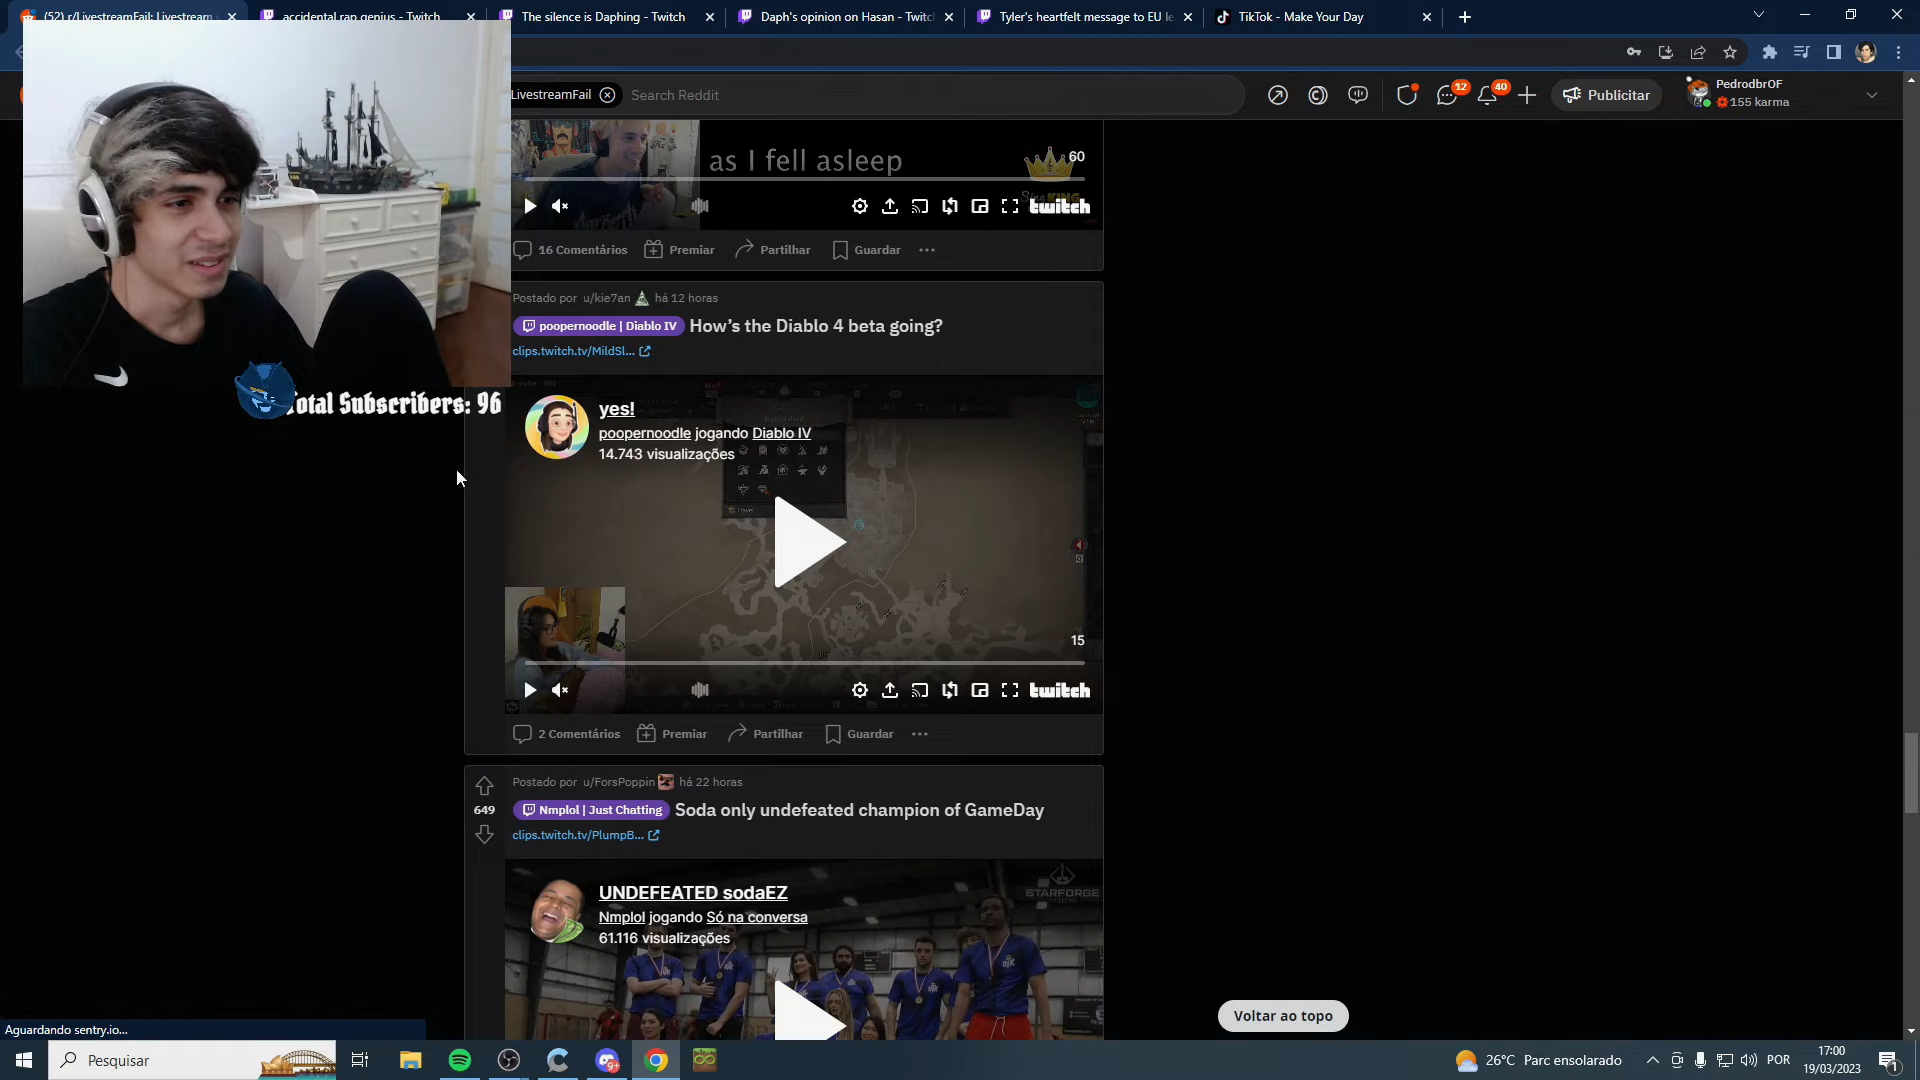 (52) r/LivestreamFail: Livestream
accidental rap genius - Twitch
The silence is Daphing - Twitch
Daph's opinion on Hasan - Twitch
Tyler's heartfelt message to EU le
TikTok - Make Your Day
LivestreamFail
Search Reddit
12
40
Publicitar
PedrodbrOF
155 karma
as I fell asleep
60
twitch
16 Comentários
Premiar
Partilhar
Guardar
Postado por u/kie7an há 12 horas
poopernoodle | Diablo IV
How's the Diablo 4 beta going?
clips.twitch.tv/MildSl...
Total Subscribers: 96
yes!
poopernoodle jogando Diablo IV
14.743 visualizações
15
twitch
2 Comentários
Premiar
Partilhar
Guardar
Postado por u/ForsPoppin há 22 horas
649
Nmplol | Just Chatting
Soda only undefeated champion of GameDay
clips.twitch.tv/PlumpB...
UNDEFEATED sodaEZ
STARFORGE
Nmplol jogando Só na conversa
61.116 visualizações
Voltar ao topo
Aguardando sentry.io...
Pesquisar
9+
26°C Parc ensolarado
POR
17:00
19/03/2023
1